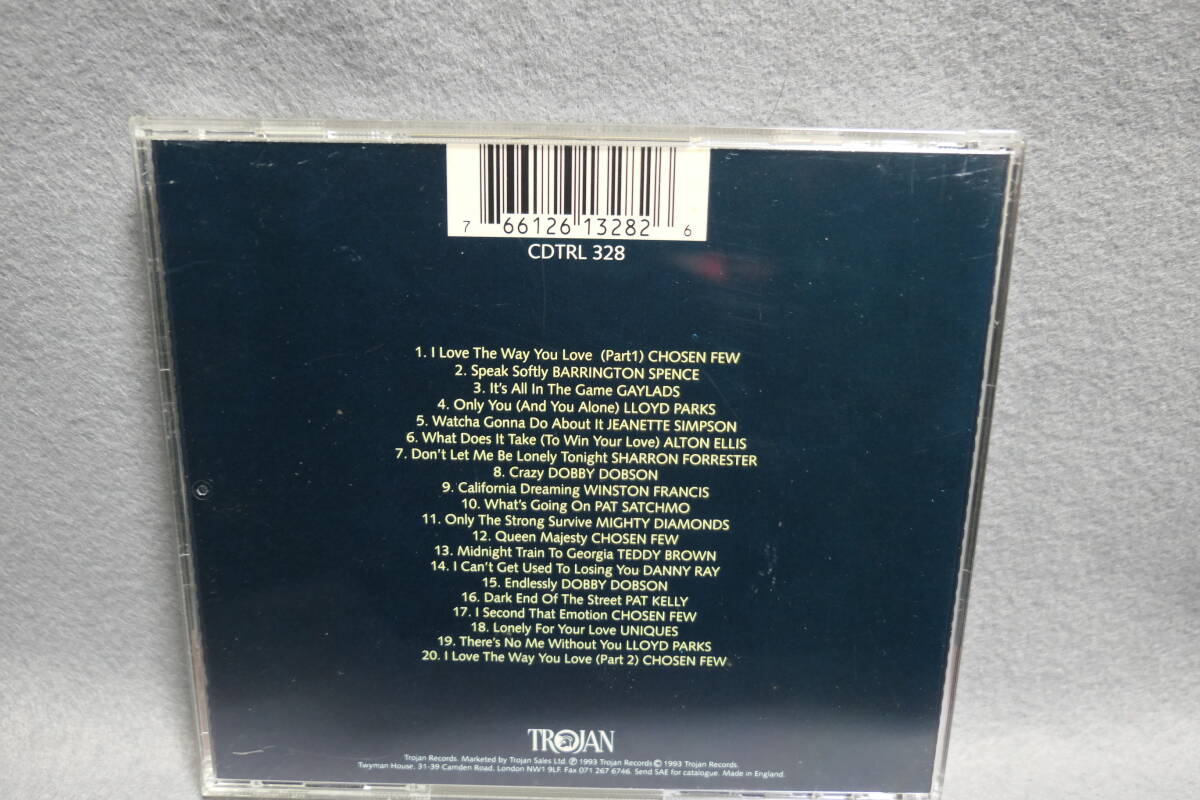 7 66126 13282 6
CDTRL 328
1. I Love The Way You Love (Part1) CHOSEN FEW
2. Speak Softly BARRINGTON SPENCE
3. It's All In The Game GAYLADS
4. Only You (And You Alone) LLOYD PARKS
5. Watcha Gonna Do About It JEANETTE SIMPSON
6. What Does It Take (To Win Your Love) ALTON ELLIS
7. Don't Let Me Be Lonely Tonight SHARRON FORRESTER
8. Crazy DOBBY DOBSON
9. California Dreaming WINSTON FRANCIS
10. What's Going On PAT SATCHMO
11. Only The Strong Survive MIGHTY DIAMONDS
12. Queen Majesty CHOSEN FEW
13. Midnight Train To Georgia TEDDY BROWN
14. I Can't Get Used To Losing You DANNY RAY
15. Endlessly DOBBY DOBSON
16. Dark End Of The Street PAT KELLY
17. I Second That Emotion CHOSEN FEW
18. Lonely For Your Love UNIQUES
19. There's No Me Without You LLOYD PARKS
20. I Love The Way You Love (Part 2) CHOSEN FEW
TROJAN
Trojan Records. Marketed by Trojan Sales Ltd. ℗ 1993 Trojan Records © 1993 Trojan Records.
Twyman House, 31-39 Camden Road, London NW1 9LF. Fax 071 267 6746. Send SAE for catalogue. Made in England.